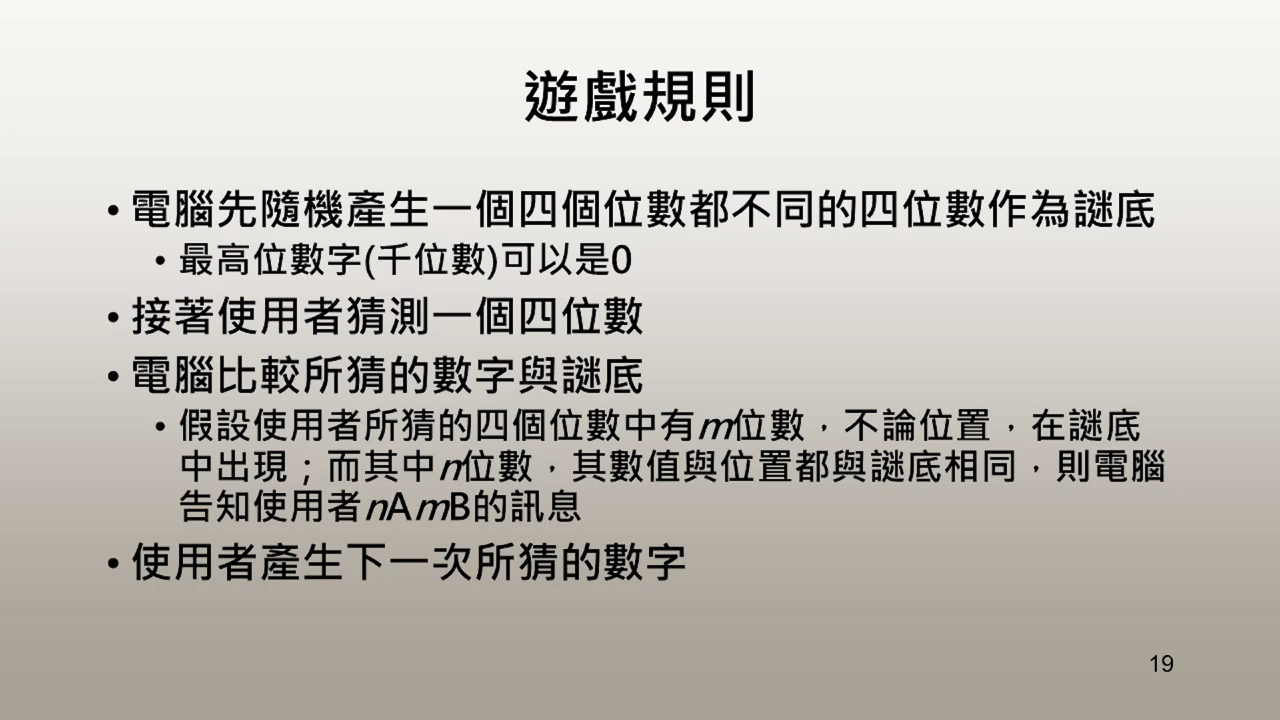 遊戲規則
• 電腦先隨機產生一個四個位數都不同的四位數作為謎底
• 最高位數字(千位數)可以是0
• 接著使用者猜測一個四位數
• 電腦比較所猜的數字與謎底
• 假設使用者所猜的四個位數中有m位數，不論位置，在謎底
中出現；而其中n位數，其數值與位置都與謎底相同，則電腦
告知使用者nAmB的訊息
• 使用者產生下一次所猜的數字
19